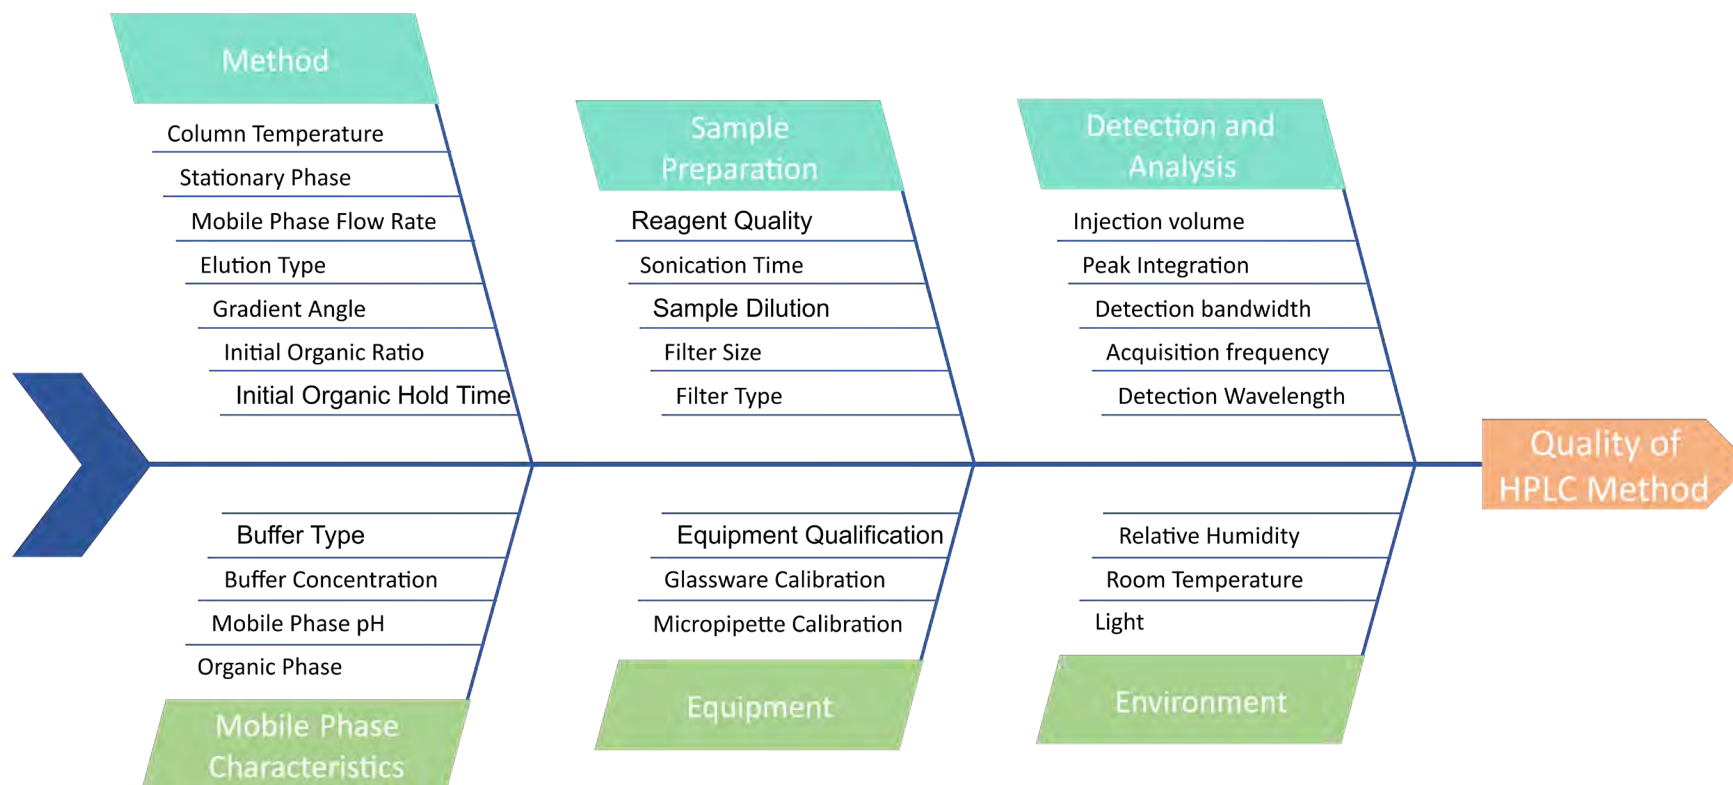 Method
Column Temperature
Stationary Phase
Mobile Phase Flow Rate
Elution Type
Gradient Angle
Initial Organic Ratio
Initial Organic Hold Time
Sample
Preparation
Reagent Quality
Sonication Time
Sample Dilution
Filter Size
Filter Type
Detection and
Analysis
Injection volume
Peak Integration
Detection bandwidth
Acquisition frequency
Detection Wavelength
Quality of
HPLC Method
Buffer Type
Buffer Concentration
Mobile Phase pH
Organic Phase
Mobile Phase
Characteristics
Equipment Qualification
Glassware Calibration
Micropipette Calibration
Equipment
Relative Humidity
Room Temperature
Light
Environment